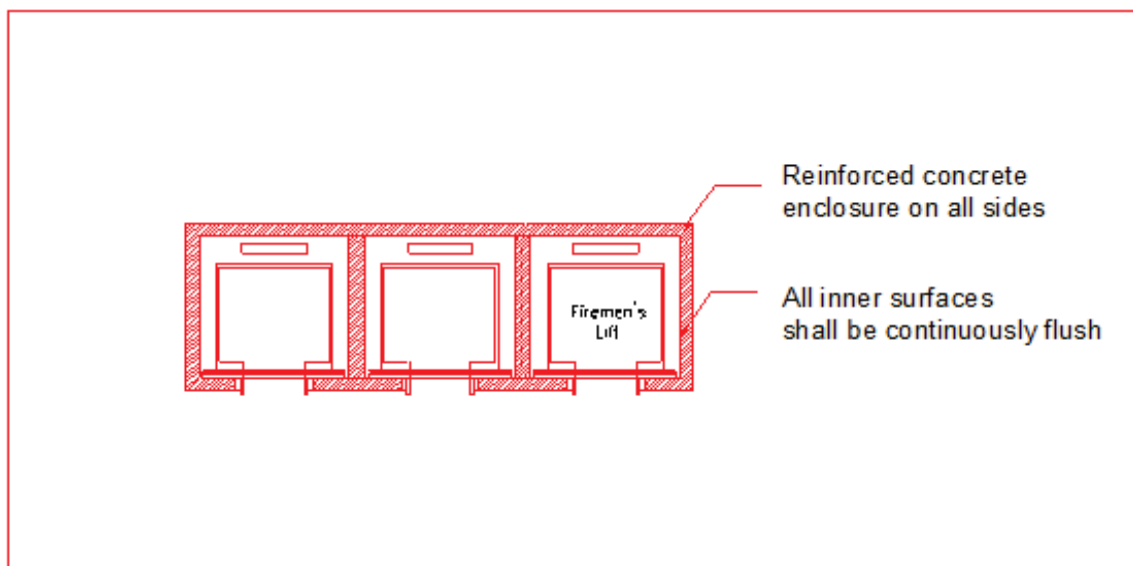 Reinforced concrete
enclosure on all sides
All inner surfaces
shall be continuously flush
Firemen's
Lift